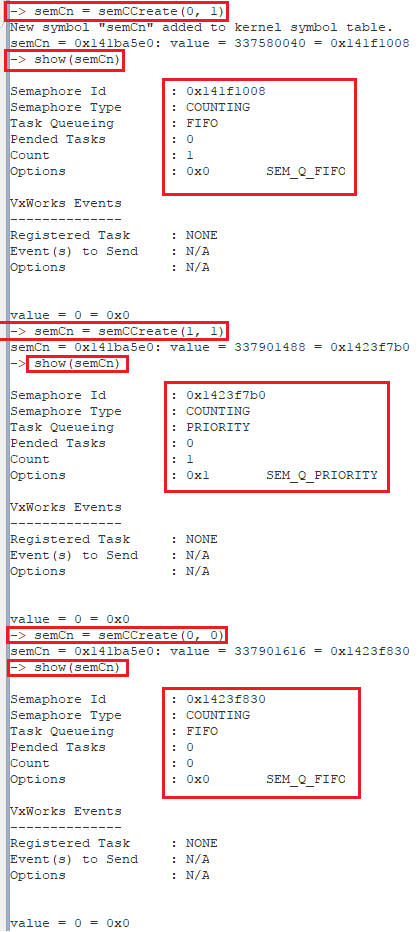 -> semCn = semCCreate(0, 1)
New symbol "semCn" added to kernel symbol table.
semCn = 0x141ba5e0: value = 337580040 = 0x141f1008
-> show(semCn)
Semaphore Id : 0x141f1008
Semaphore Type : COUNTING
Task Queueing : FIFO
Pended Tasks : 0
Count : 1
Options : 0x0 SEM_Q_FIFO
VxWorks Events
--------------
Registered Task : NONE
Event(s) to Send : N/A
Options : N/A
value = 0 = 0x0
-> semCn = semCCreate(1, 1)
semCn = 0x141ba5e0: value = 337901488 = 0x1423f7b0
-> show(semCn)
Semaphore Id : 0x1423f7b0
Semaphore Type : COUNTING
Task Queueing : PRIORITY
Pended Tasks : 0
Count : 1
Options : 0x1 SEM_Q_PRIORITY
VxWorks Events
--------------
Registered Task : NONE
Event(s) to Send : N/A
Options : N/A
value = 0 = 0x0
-> semCn = semCCreate(0, 0)
semCn = 0x141ba5e0: value = 337901616 = 0x1423f830
-> show(semCn)
Semaphore Id : 0x1423f830
Semaphore Type : COUNTING
Task Queueing : FIFO
Pended Tasks : 0
Count : 0
Options : 0x0 SEM_Q_FIFO
VxWorks Events
--------------
Registered Task : NONE
Event(s) to Send : N/A
Options : N/A
value = 0 = 0x0